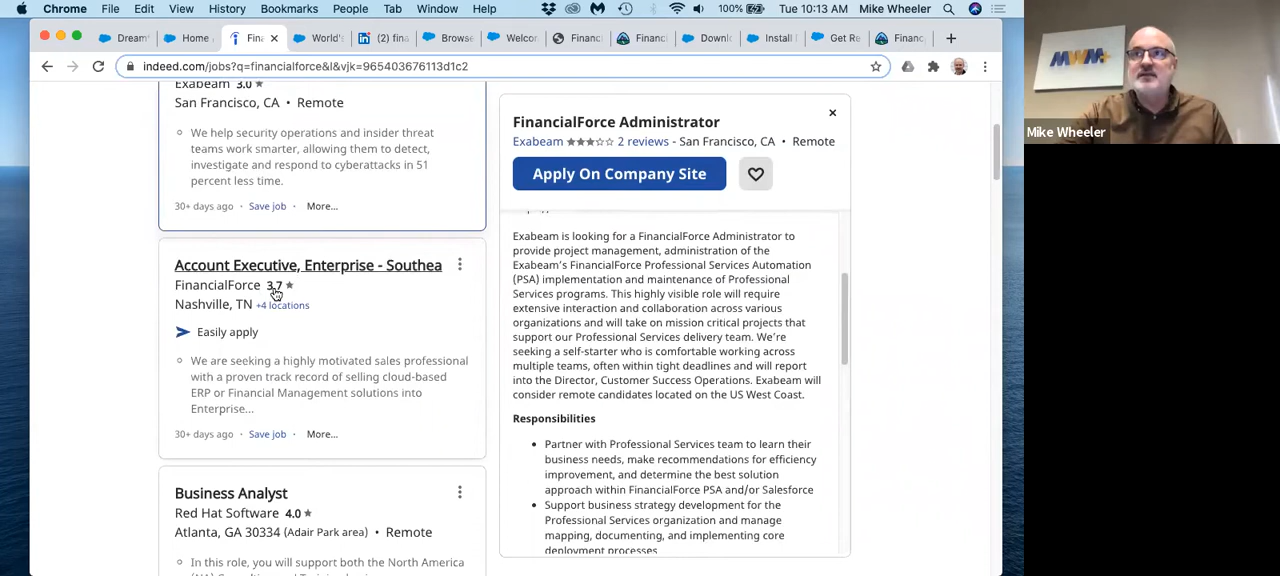 Chrome File Edit View History Bookmarks People Tab Window Help 100% Tue 10:13 AM Mike Wheeler
Dream Home Fina World's (2) fina Browse Welcor Financi Financi Downlo Install Get Re Financ
indeed.com/jobs?q=financialforce&l&vjk=965403676113d
Exabeam 3.0
San Francisco, CA • Remote
We help security operations and insider threat
teams work smarter, allowing them to detect,
investigate and respond to cyberattacks in 51
percent less time.
30+ days ago • Save job • More...
Account Executive, Enterprise - Southea
FinancialForce 3.7
Nashville, TN +4 locations
Easily apply
We are seeking a highly motivated sales professional
with a proven track record of selling cloud-based
ERP or Financial Management solutions into
Enterprise...
30+ days ago • Save job • More...
Business Analyst
Red Hat Software 4.0
Atlanta, GA 30334 (Adair Park area) • Remote
In this role, you will support both the North America
FinancialForce Administrator
Exabeam 2 reviews - San Francisco, CA • Remote
Apply On Company Site
Exabeam is looking for a FinancialForce Administrator to
provide project management, administration of the
Exabeam's FinancialForce Professional Services Automation
(PSA) implementation and maintenance of Professional
Services programs. This highly visible role will require
extensive interaction and collaboration across various
organizations and will take on mission critical projects that
support our Professional Services delivery team. We're
seeking a self-starter who is comfortable working across
multiple teams, often within tight deadlines and will report
into the Director, Customer Success Operations. Exabeam will
consider remote candidates located on the US West Coast.
Responsibilities
Partner with Professional Services team to learn their
business needs, make recommendations for efficiency
improvement, and determine the best solution
approach within FinancialForce PSA and/or Salesforce
Support business strategy development for the
Professional Services organization and manage
mapping, documenting, and implementing core
deployment processes
MWM+
Mike Wheeler